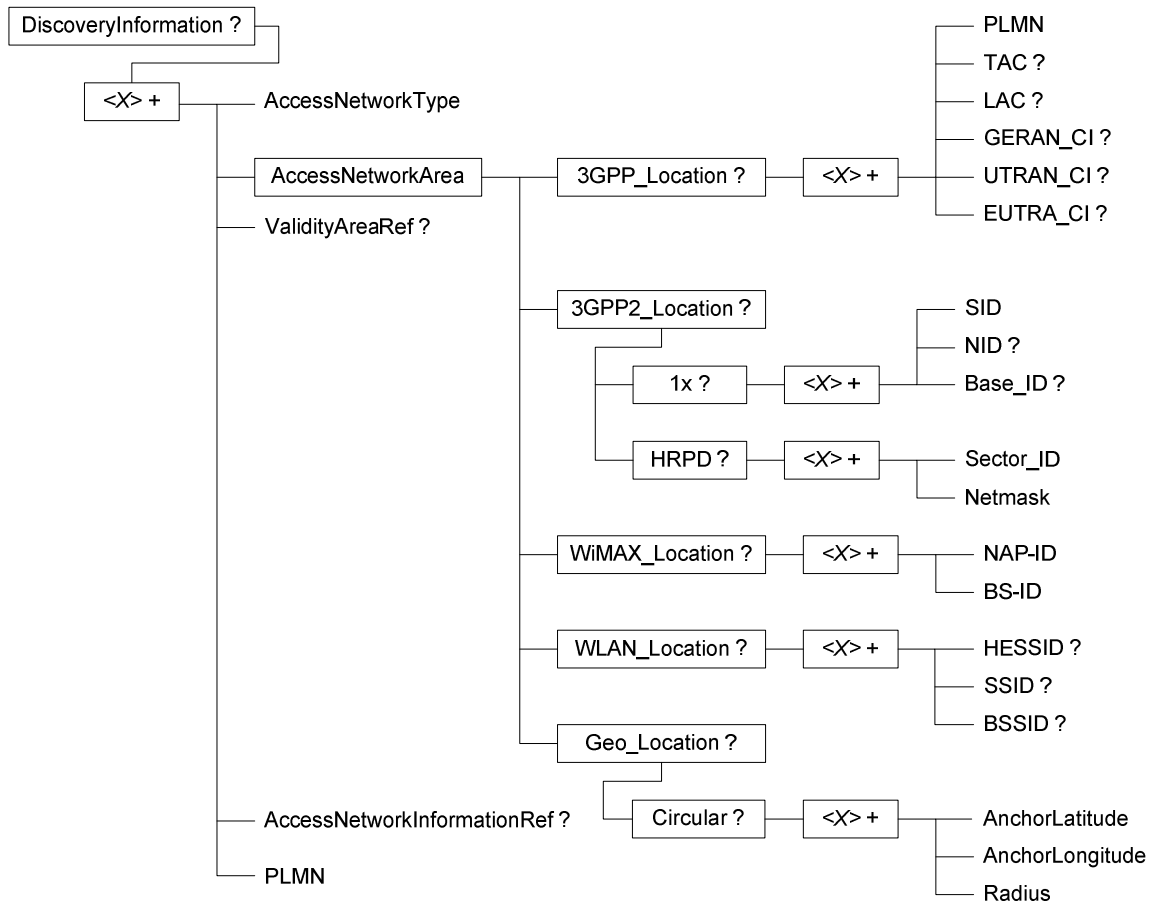 DiscoveryInformation ?
<X> +
AccessNetworkType
AccessNetworkArea
ValidityAreaRef ?
3GPP_Location ?
<X> +
PLMN
TAC ?
LAC ?
GERAN_CI ?
UTRAN_CI ?
EUTRA_CI ?
3GPP2_Location ?
1x ?
<X> +
SID
NID ?
Base_ID ?
HRPD ?
<X> +
Sector_ID
Netmask
WiMAX_Location ?
<X> +
NAP-ID
BS-ID
WLAN_Location ?
<X> +
HESSID ?
SSID ?
BSSID ?
Geo_Location ?
Circular ?
<X> +
AnchorLatitude
AnchorLongitude
Radius
AccessNetworkInformationRef ?
PLMN